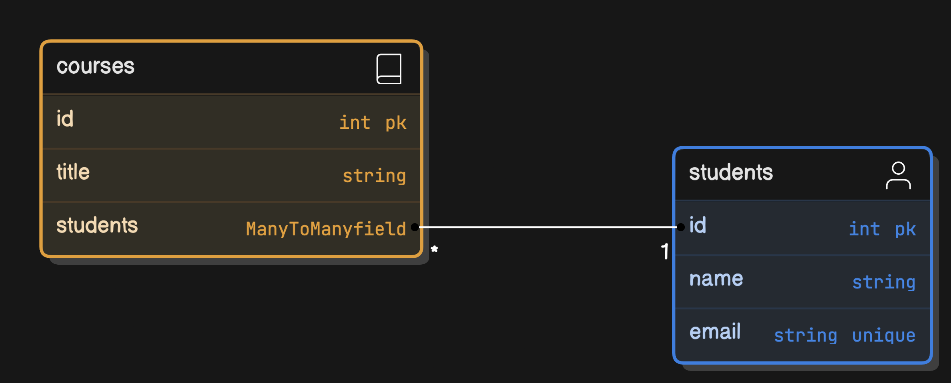 courses
id int pk
title string
students ManyToManyfield
*
1
students
id int pk
name string
email string unique